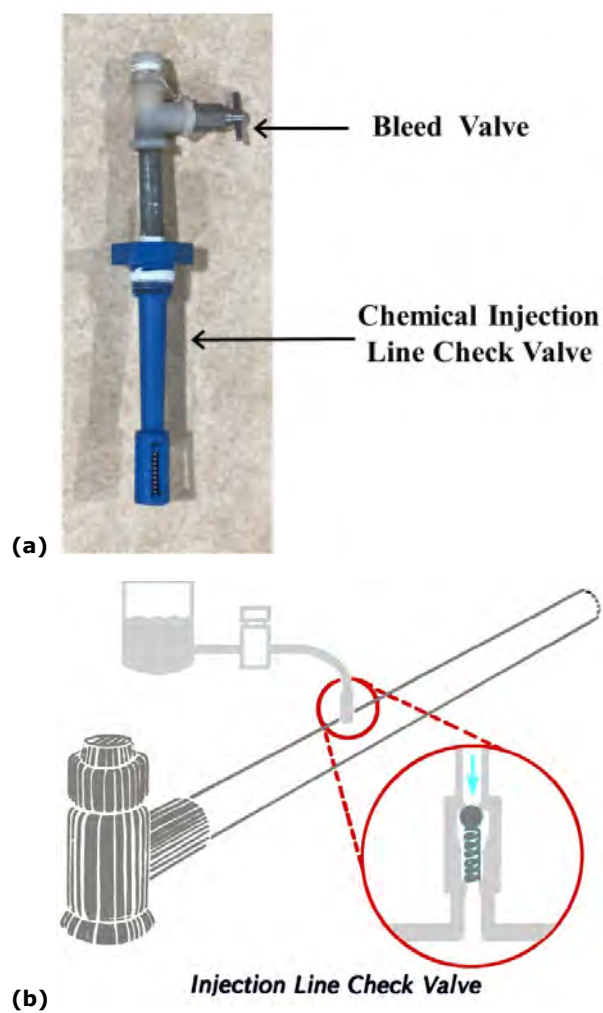 Bleed Valve
Chemical Injection
Line Check Valve
(a)
Injection Line Check Valve
(b)